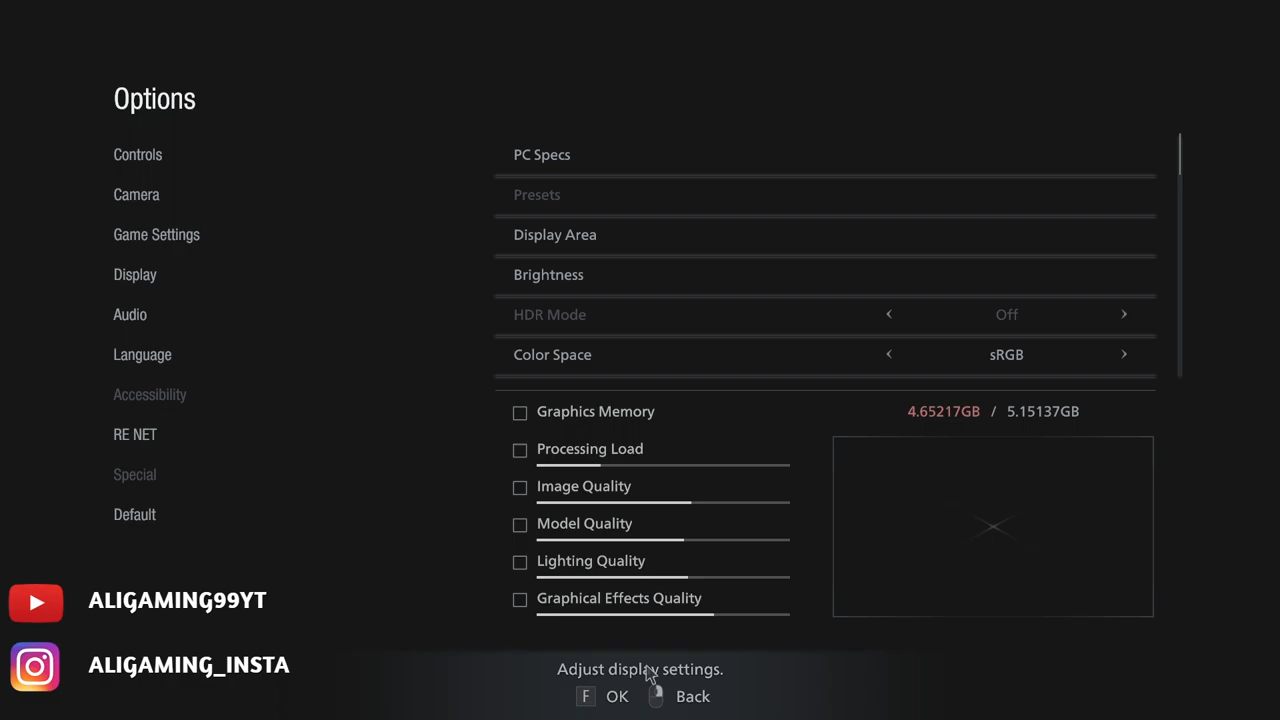 Options
Controls
Camera
Game Settings
Display
Audio
Language
Accessibility
RE NET
Special
Default
PC Specs
Presets
Display Area
Brightness
HDR Mode Off
Color Space sRGB
Graphics Memory 4.65217GB / 5.15137GB
Processing Load
Image Quality
Model Quality
Lighting Quality
Graphical Effects Quality
ALIGAMING99YT
ALIGAMING_INSTA
Adjust display settings.
F OK Back